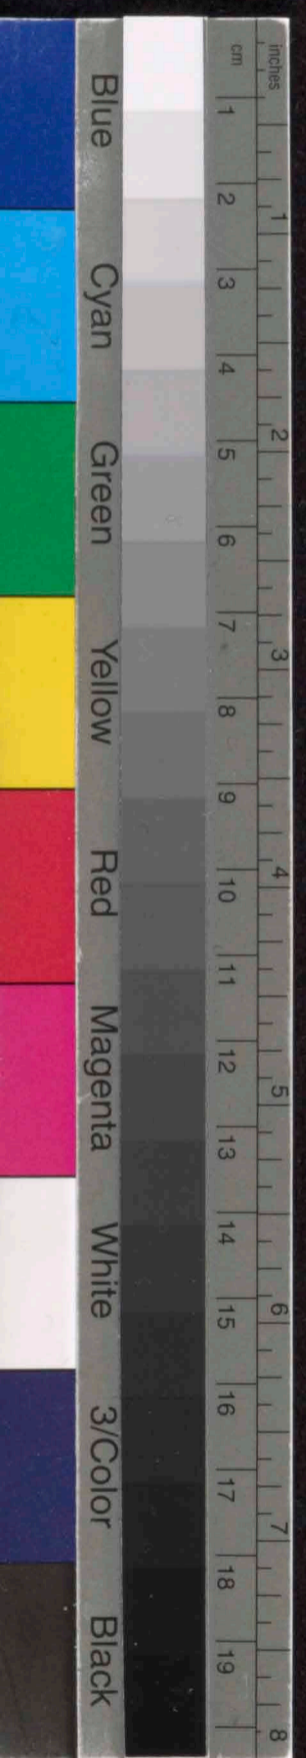 inches
1 2 3 4 5 6 7 8
cm
1 2 3 4 5 6 7 8 9 10 11 12 13 14 15 16 17 18 19
Blue Cyan Green Yellow Red Magenta White 3/Color Black